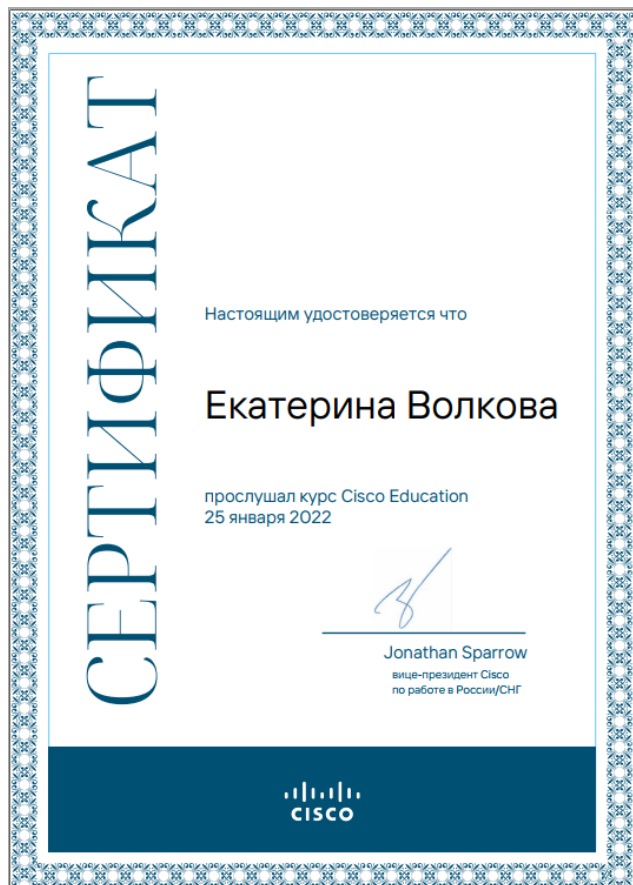 СЕРТИФИКАТ
Настоящим удостоверяется что
Екатерина Волкова
прослушал курс Cisco Education
25 января 2022
Jonathan Sparrow
вице-президент Cisco
по работе в России/СНГ
CISCO